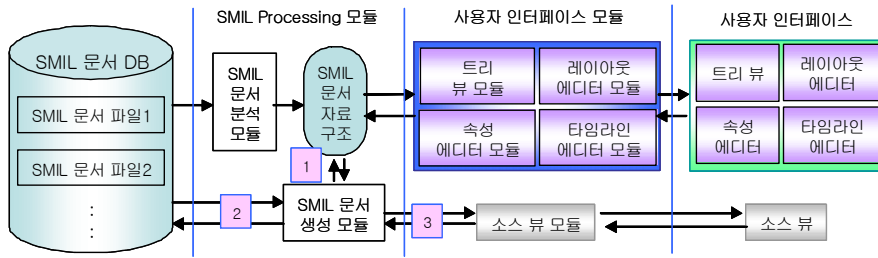 SMIL Processing 모듈
사용자 인터페이스 모듈
사용자 인터페이스
SMIL 문서 DB
SMIL 문서 파일1
SMIL 문서 파일2
:
:
SMIL
문서
분석
모듈
SMIL
문서
자료
구조
트리
뷰 모듈
레이아웃
에디터 모듈
속성
에디터 모듈
타임라인
에디터 모듈
트리 뷰
레이아웃
에디터
속성
에디터
타임라인
에디터
1
2
SMIL 문서
생성 모듈
3
소스 뷰 모듈
소스 뷰